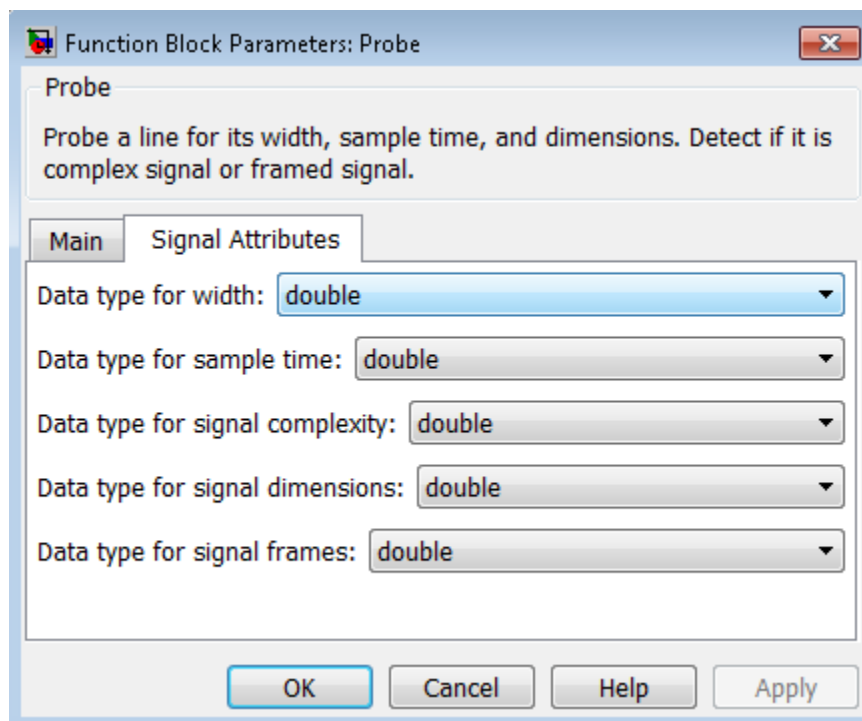 Function Block Parameters: Probe
Probe
Probe a line for its width, sample time, and dimensions. Detect if it is
complex signal or framed signal.
Main Signal Attributes
Data type for width: double
Data type for sample time: double
Data type for signal complexity: double
Data type for signal dimensions: double
Data type for signal frames: double
OK Cancel Help Apply